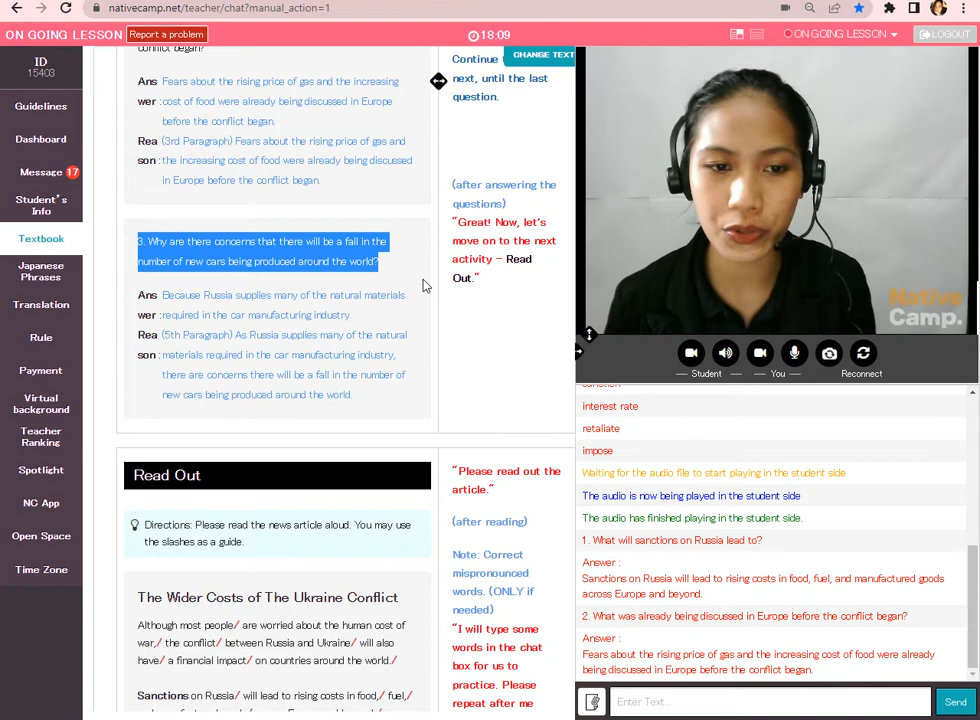 nativecamp.net/teacher/chat?manual_action=1
ON GOING LESSON
Report a problem
18:09
ON GOING LESSON
LOGOUT
ID
15403
Guidelines
Dashboard
Message 17
Student's
Info
Textbook
Japanese
Phrases
Translation
Rule
Payment
Virtual
background
Teacher
Ranking
Spotlight
NC App
Open Space
Time Zone
conflict began?
Ans Fears about the rising price of gas and the increasing
wer : cost of food were already being discussed in Europe
before the conflict began.
Rea (3rd Paragraph) Fears about the rising price of gas and
son : the increasing cost of food were already being discussed
in Europe before the conflict began.
3. Why are there concerns that there will be a fall in the
number of new cars being produced around the world?
Ans Because Russia supplies many of the natural materials
wer : required in the car manufacturing industry.
Rea (5th Paragraph) As Russia supplies many of the natural
son : materials required in the car manufacturing industry,
there are concerns there will be a fall in the number of
new cars being produced around the world.
Read Out
Directions: Please read the news article aloud. You may use
the slashes as a guide.
The Wider Costs of The Ukraine Conflict
Although most people/ are worried about the human cost of
war,/ the conflict/ between Russia and Ukraine/ will also
have/ a financial impact/ on countries around the world./
Sanctions on Russia/ will lead to rising costs in food,/ fuel,/
CHANGE TEXT
Continue
next, until the last
question.
(after answering the
questions)
"Great! Now, let's
move on to the next
activity – Read
Out."
"Please read out the
article."
(after reading)
Note: Correct
mispronounced
words. (ONLY if
needed)
"I will type some
words in the chat
box for us to
practice. Please
repeat after me
Native
Camp.
Student
You
Reconnect
sanction
interest rate
retaliate
impose
Waiting for the audio file to start playing in the student side
The audio is now being played in the student side
The audio has finished playing in the student side.
1. What will sanctions on Russia lead to?
Answer :
Sanctions on Russia will lead to rising costs in food, fuel, and manufactured goods
across Europe and beyond.
2. What was already being discussed in Europe before the conflict began?
Answer :
Fears about the rising price of gas and the increasing cost of food were already
being discussed in Europe before the conflict began.
Enter Text...
Send